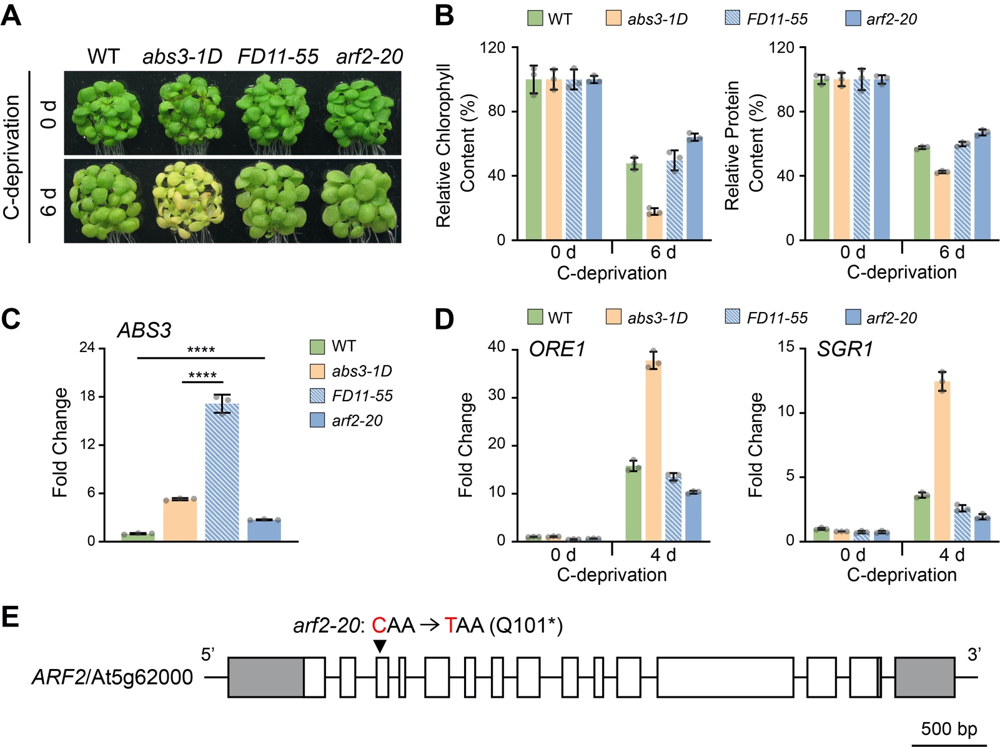 A
WT abs3-1D FD11-55 arf2-20
C-deprivation
0 d
6 d
B
WT abs3-1D FD11-55 arf2-20
Relative Chlorophyll
Content (%)
120
80
40
0
0 d 6 d
C-deprivation
Relative Protein
Content (%)
120
80
40
0
0 d 6 d
C-deprivation
C
ABS3
Fold Change
24
18
12
6
0
****
****
WT
abs3-1D
FD11-55
arf2-20
D
WT abs3-1D FD11-55 arf2-20
ORE1
Fold Change
40
30
20
10
0
0 d 4 d
C-deprivation
SGR1
Fold Change
15
10
5
0
0 d 4 d
C-deprivation
E
arf2-20: CAA → TAA (Q101*)
5’ 3’
ARF2/At5g62000
500 bp